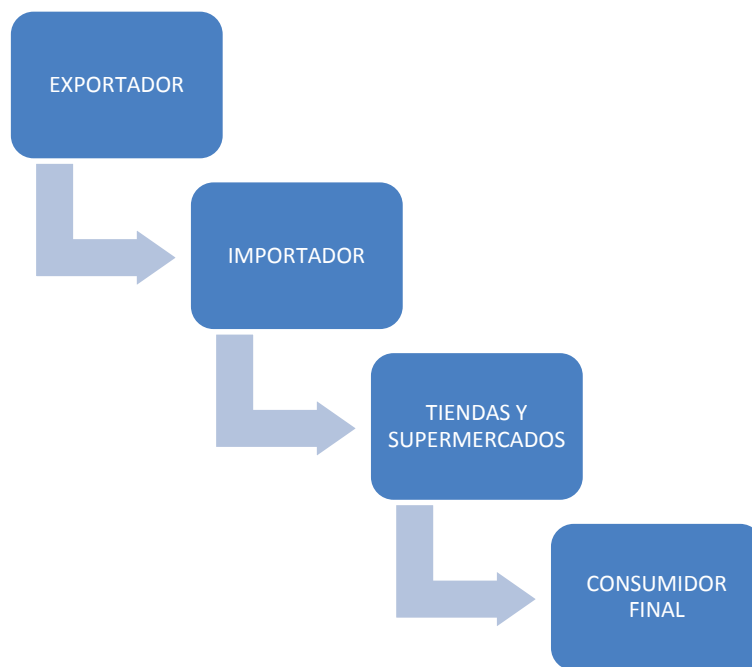 EXPORTADOR
IMPORTADOR
TIENDAS Y
SUPERMERCADOS
CONSUMIDOR
FINAL